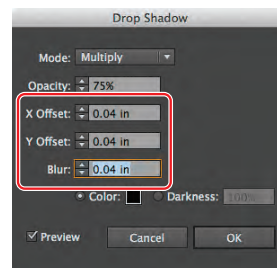 Drop Shadow
Mode: Multiply
Opacity: 75%
X Offset: 0.04 in
Y Offset: 0.04 in
Blur: 0.04 in
Color: Darkness: 100%
Preview Cancel OK